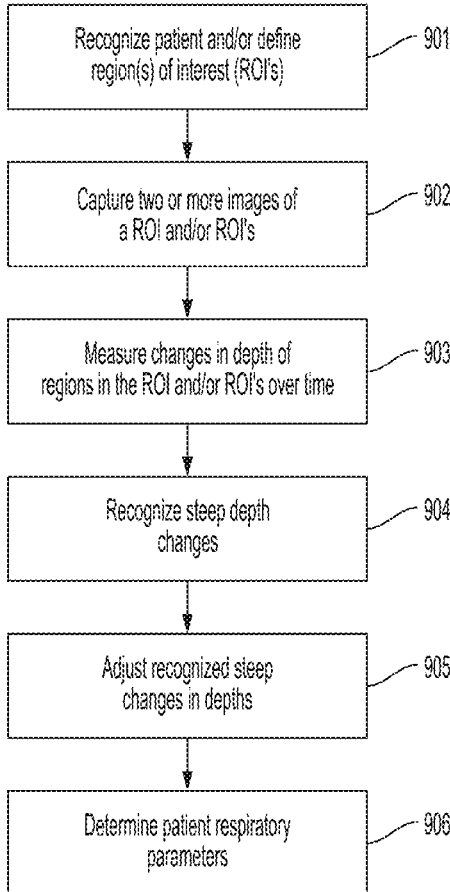 Recognize patient and/or define
region(s) of interest (ROI's)
901
Capture two or more images of
a ROI and/or ROI's
902
Measure changes in depth of
regions in the ROI and/or ROI's over time
903
Recognize steep depth
changes
904
Adjust recognized steep
changes in depths
905
Determine patient respiratory
parameters
906